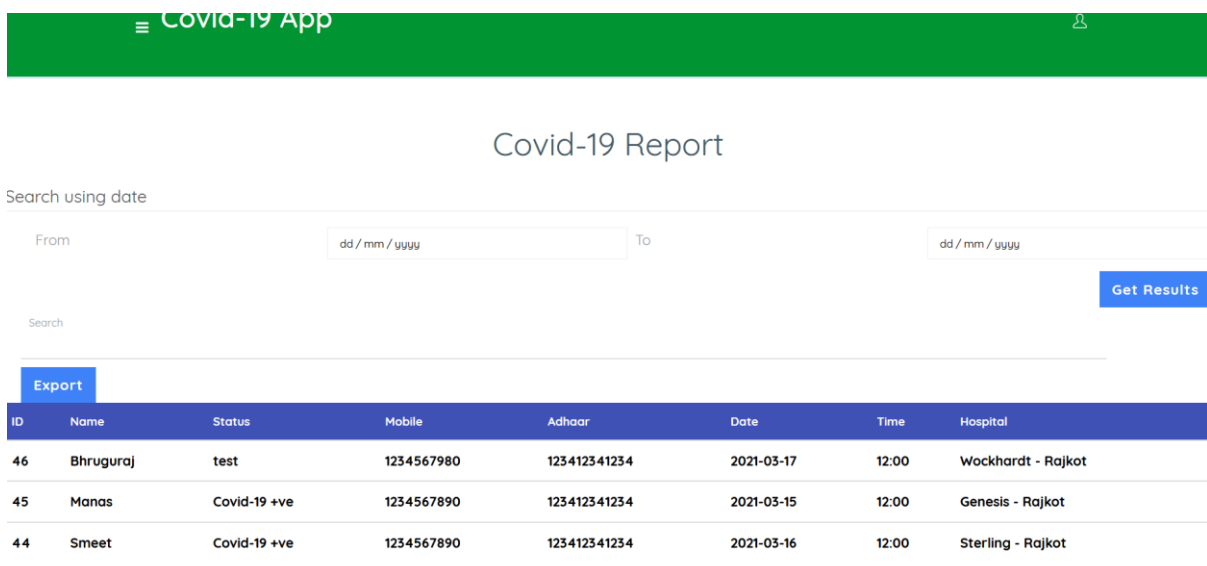 Covid-19 App
Covid-19 Report
Search using date
From dd / mm / yyyy To dd / mm / yyyy
Get Results
Search
Export
ID Name Status Mobile Adhaar Date Time Hospital
46 Bhruguraj test 1234567980 123412341234 2021-03-17 12:00 Wockhardt - Rajkot
45 Manas Covid-19 +ve 1234567890 123412341234 2021-03-15 12:00 Genesis - Rajkot
44 Smeet Covid-19 +ve 1234567890 123412341234 2021-03-16 12:00 Sterling - Rajkot